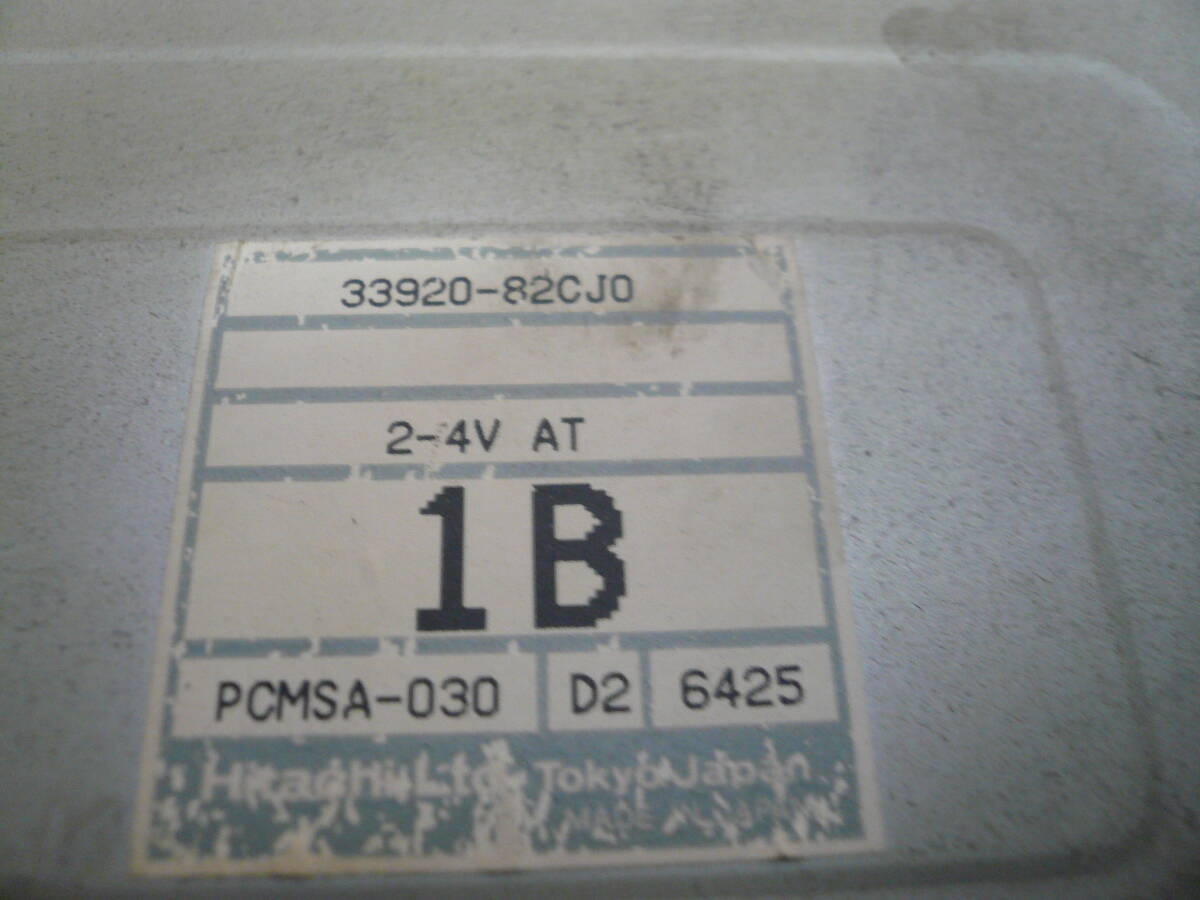 33920-82CJ0
2-4V AT
1B
PCMSA-030 D2 6425
Hitachi, Ltd. Tokyo Japan
MADE IN JAPAN